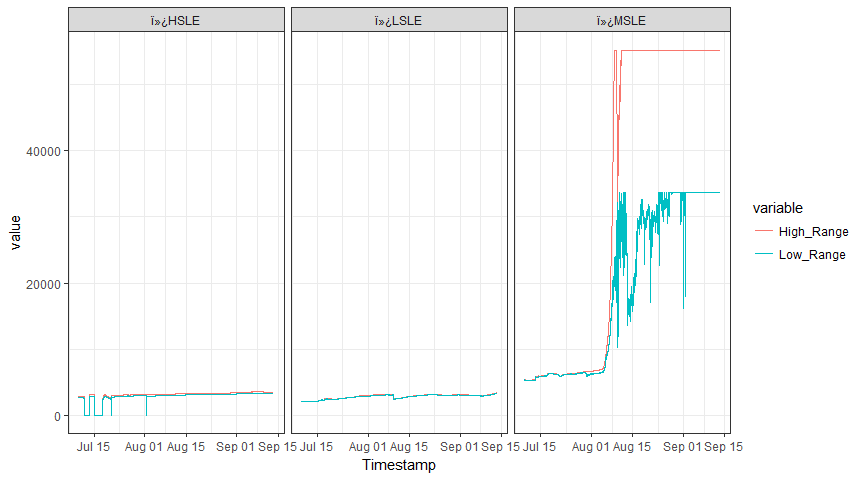 ï»¿HSLE ï»¿LSLE ï»¿MSLE
40000
20000
0
value
Jul 15 Aug 01 Aug 15 Sep 01 Sep 15 Jul 15 Aug 01 Aug 15 Sep 01 Sep 15 Jul 15 Aug 01 Aug 15 Sep 01 Sep 15
Timestamp
variable
High_Range
Low_Range